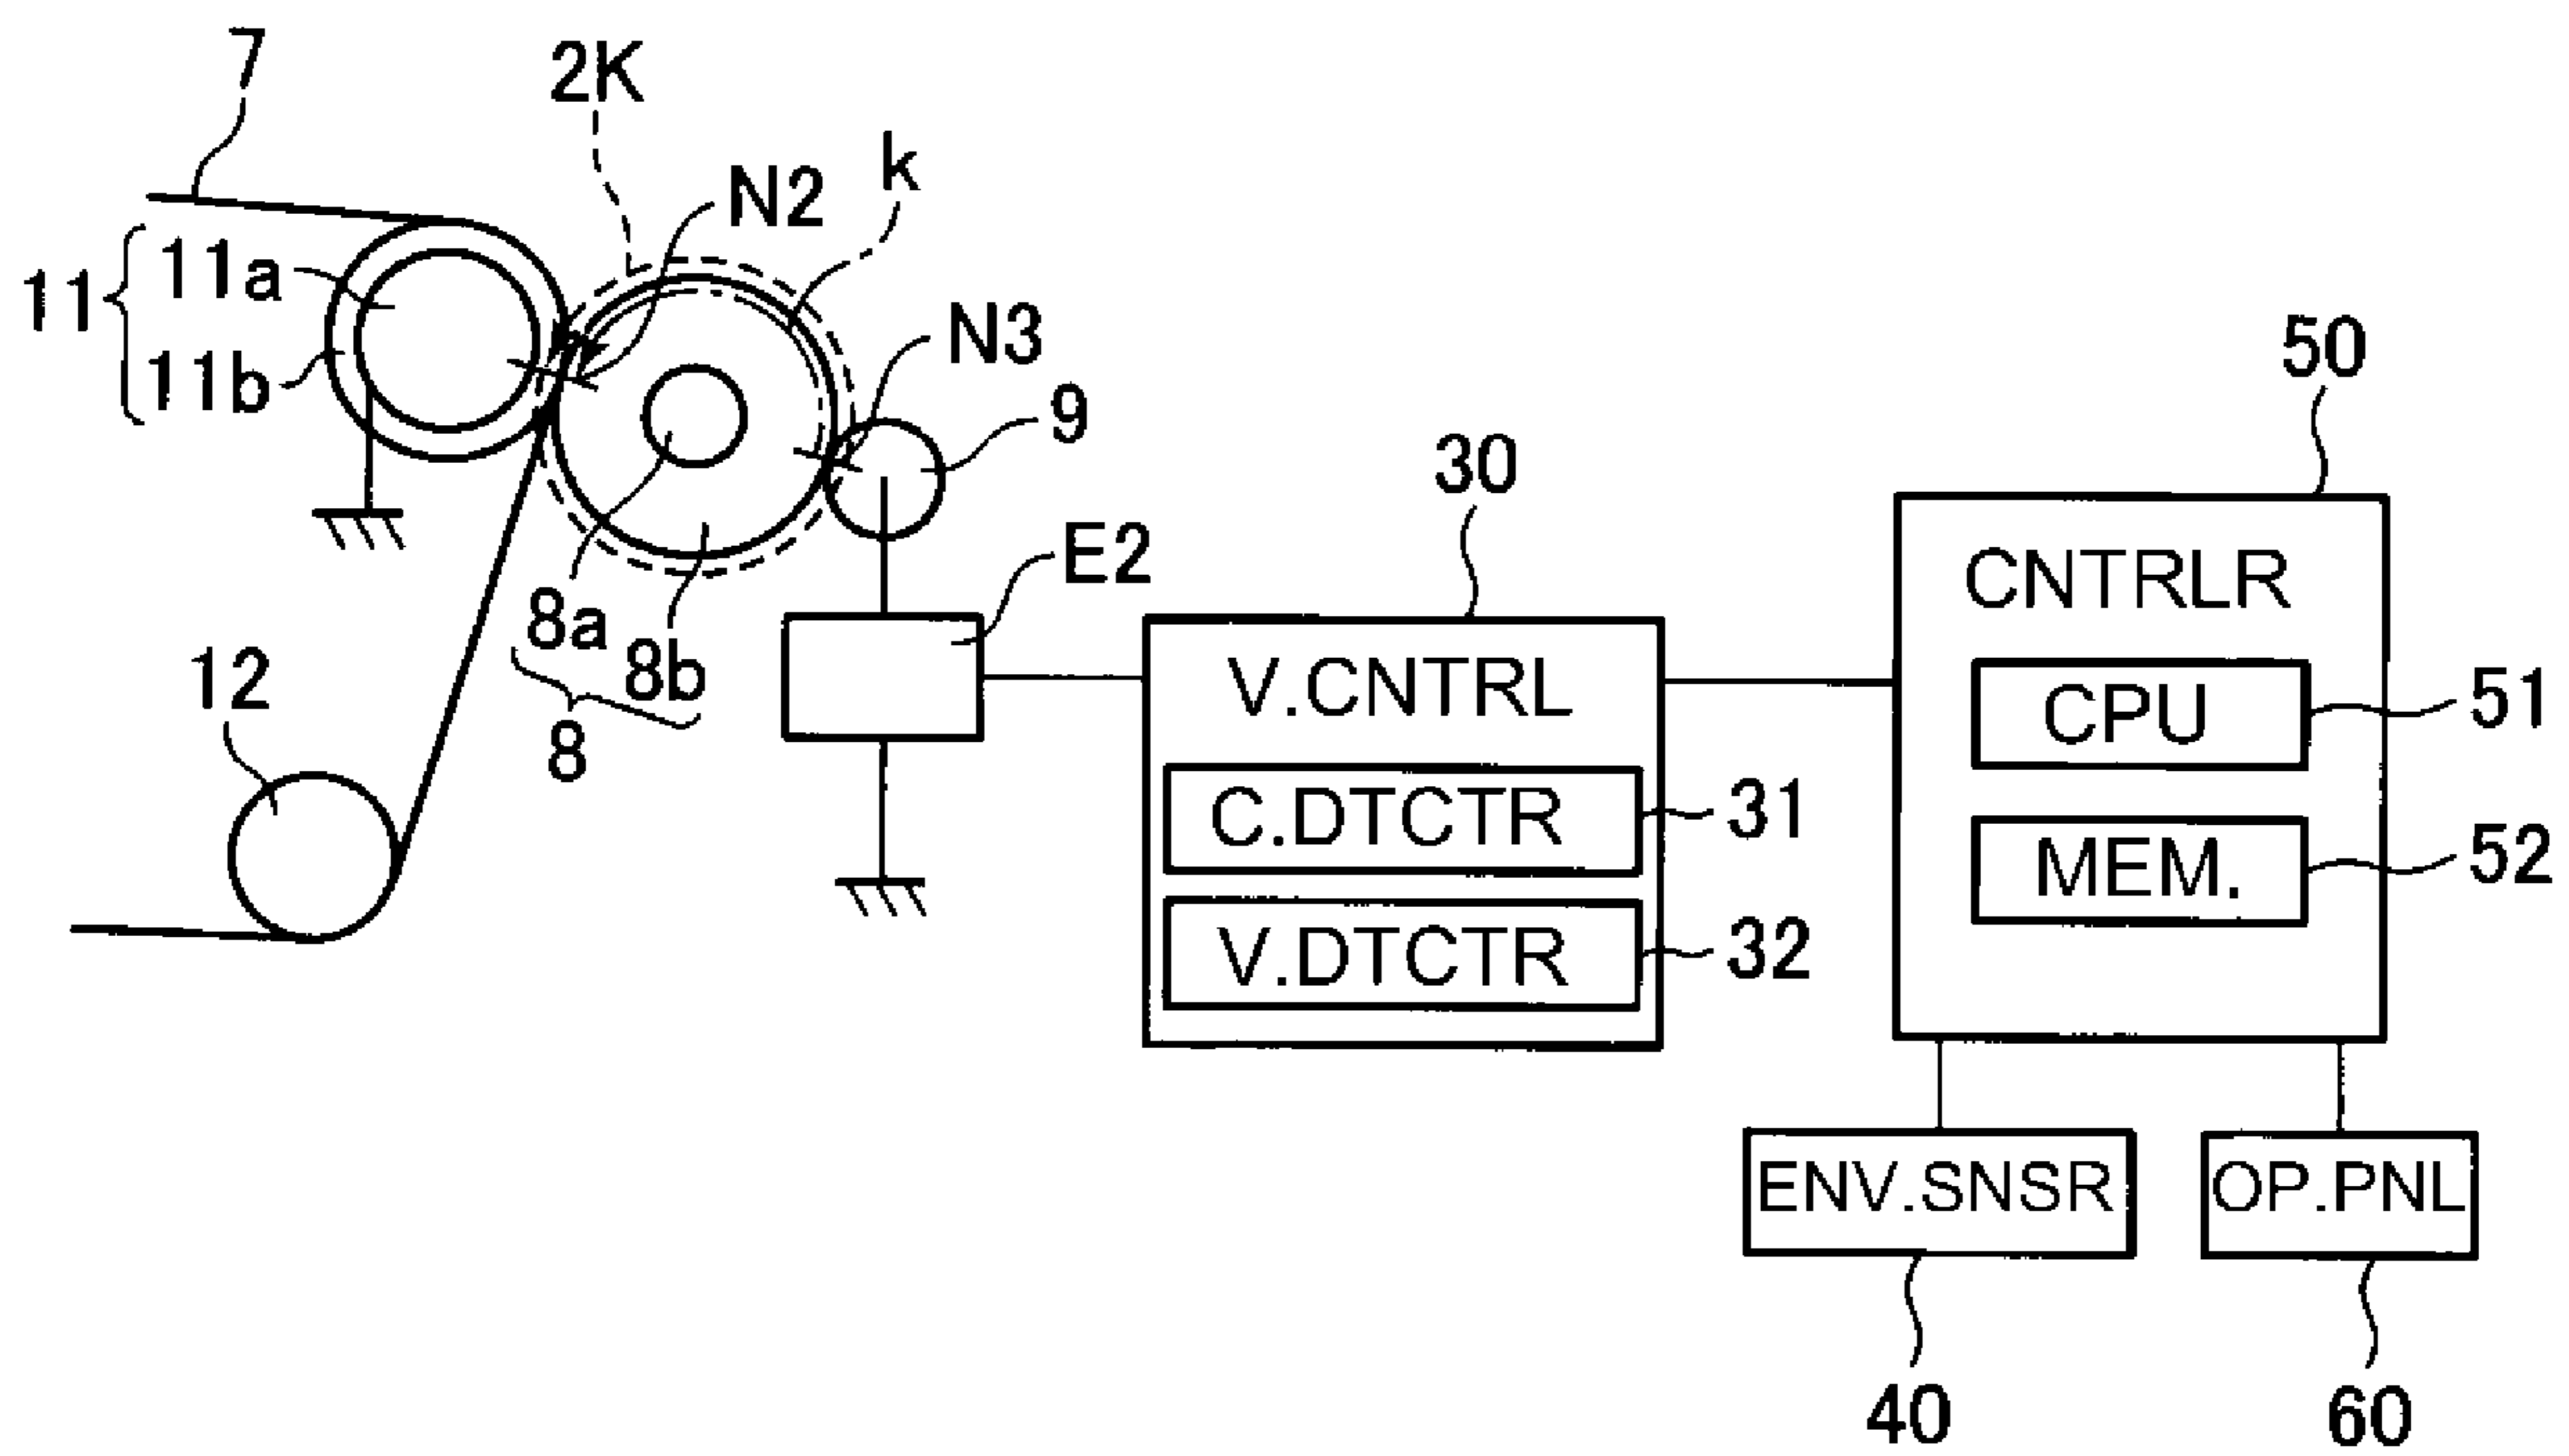 7
2K
k
N2
11
11a
11b
N3
9
E2
8a
8b
8
12
30
V.CNTRL
C.DTCTR
31
V.DTCTR
32
50
CNTRLR
CPU
51
MEM.
52
ENV.SNSR
OP.PNL
40
60